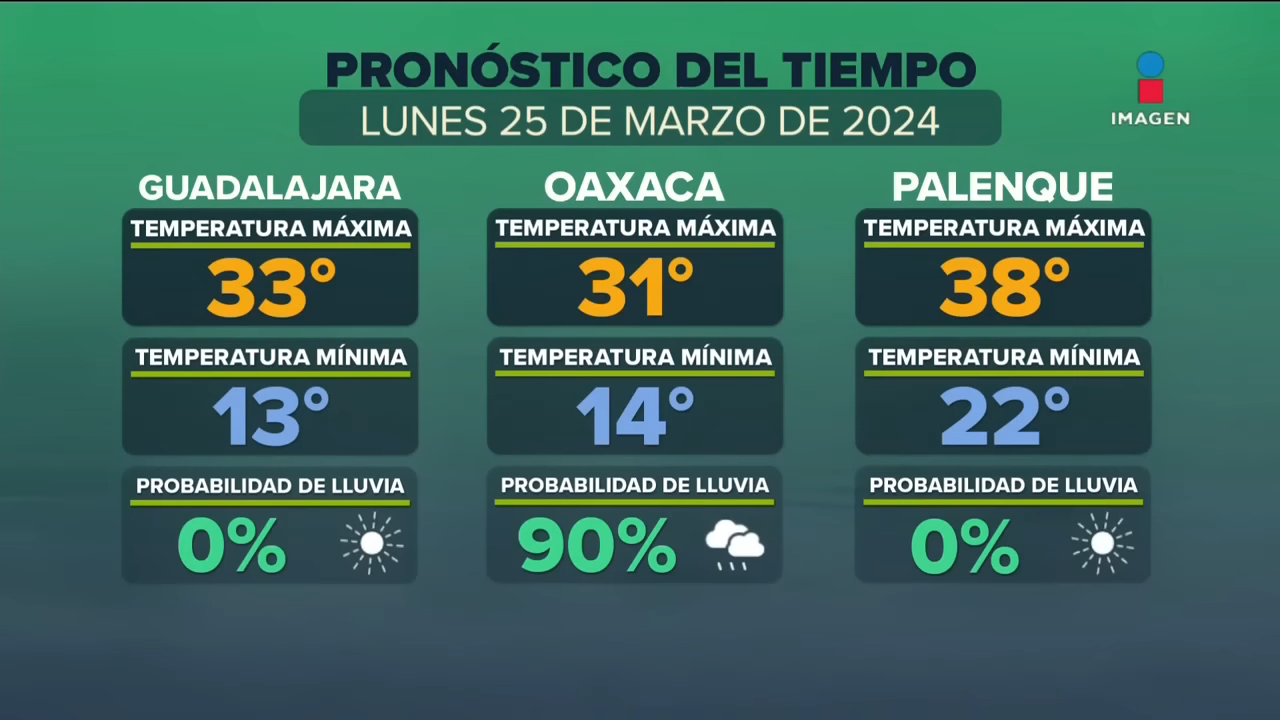 PRONÓSTICO DEL TIEMPO
LUNES 25 DE MARZO DE 2024
IMAGEN
GUADALAJARA
TEMPERATURA MÁXIMA
33°
TEMPERATURA MÍNIMA
13°
PROBABILIDAD DE LLUVIA
0%
OAXACA
TEMPERATURA MÁXIMA
31°
TEMPERATURA MÍNIMA
14°
PROBABILIDAD DE LLUVIA
90%
PALENQUE
TEMPERATURA MÁXIMA
38°
TEMPERATURA MÍNIMA
22°
PROBABILIDAD DE LLUVIA
0%